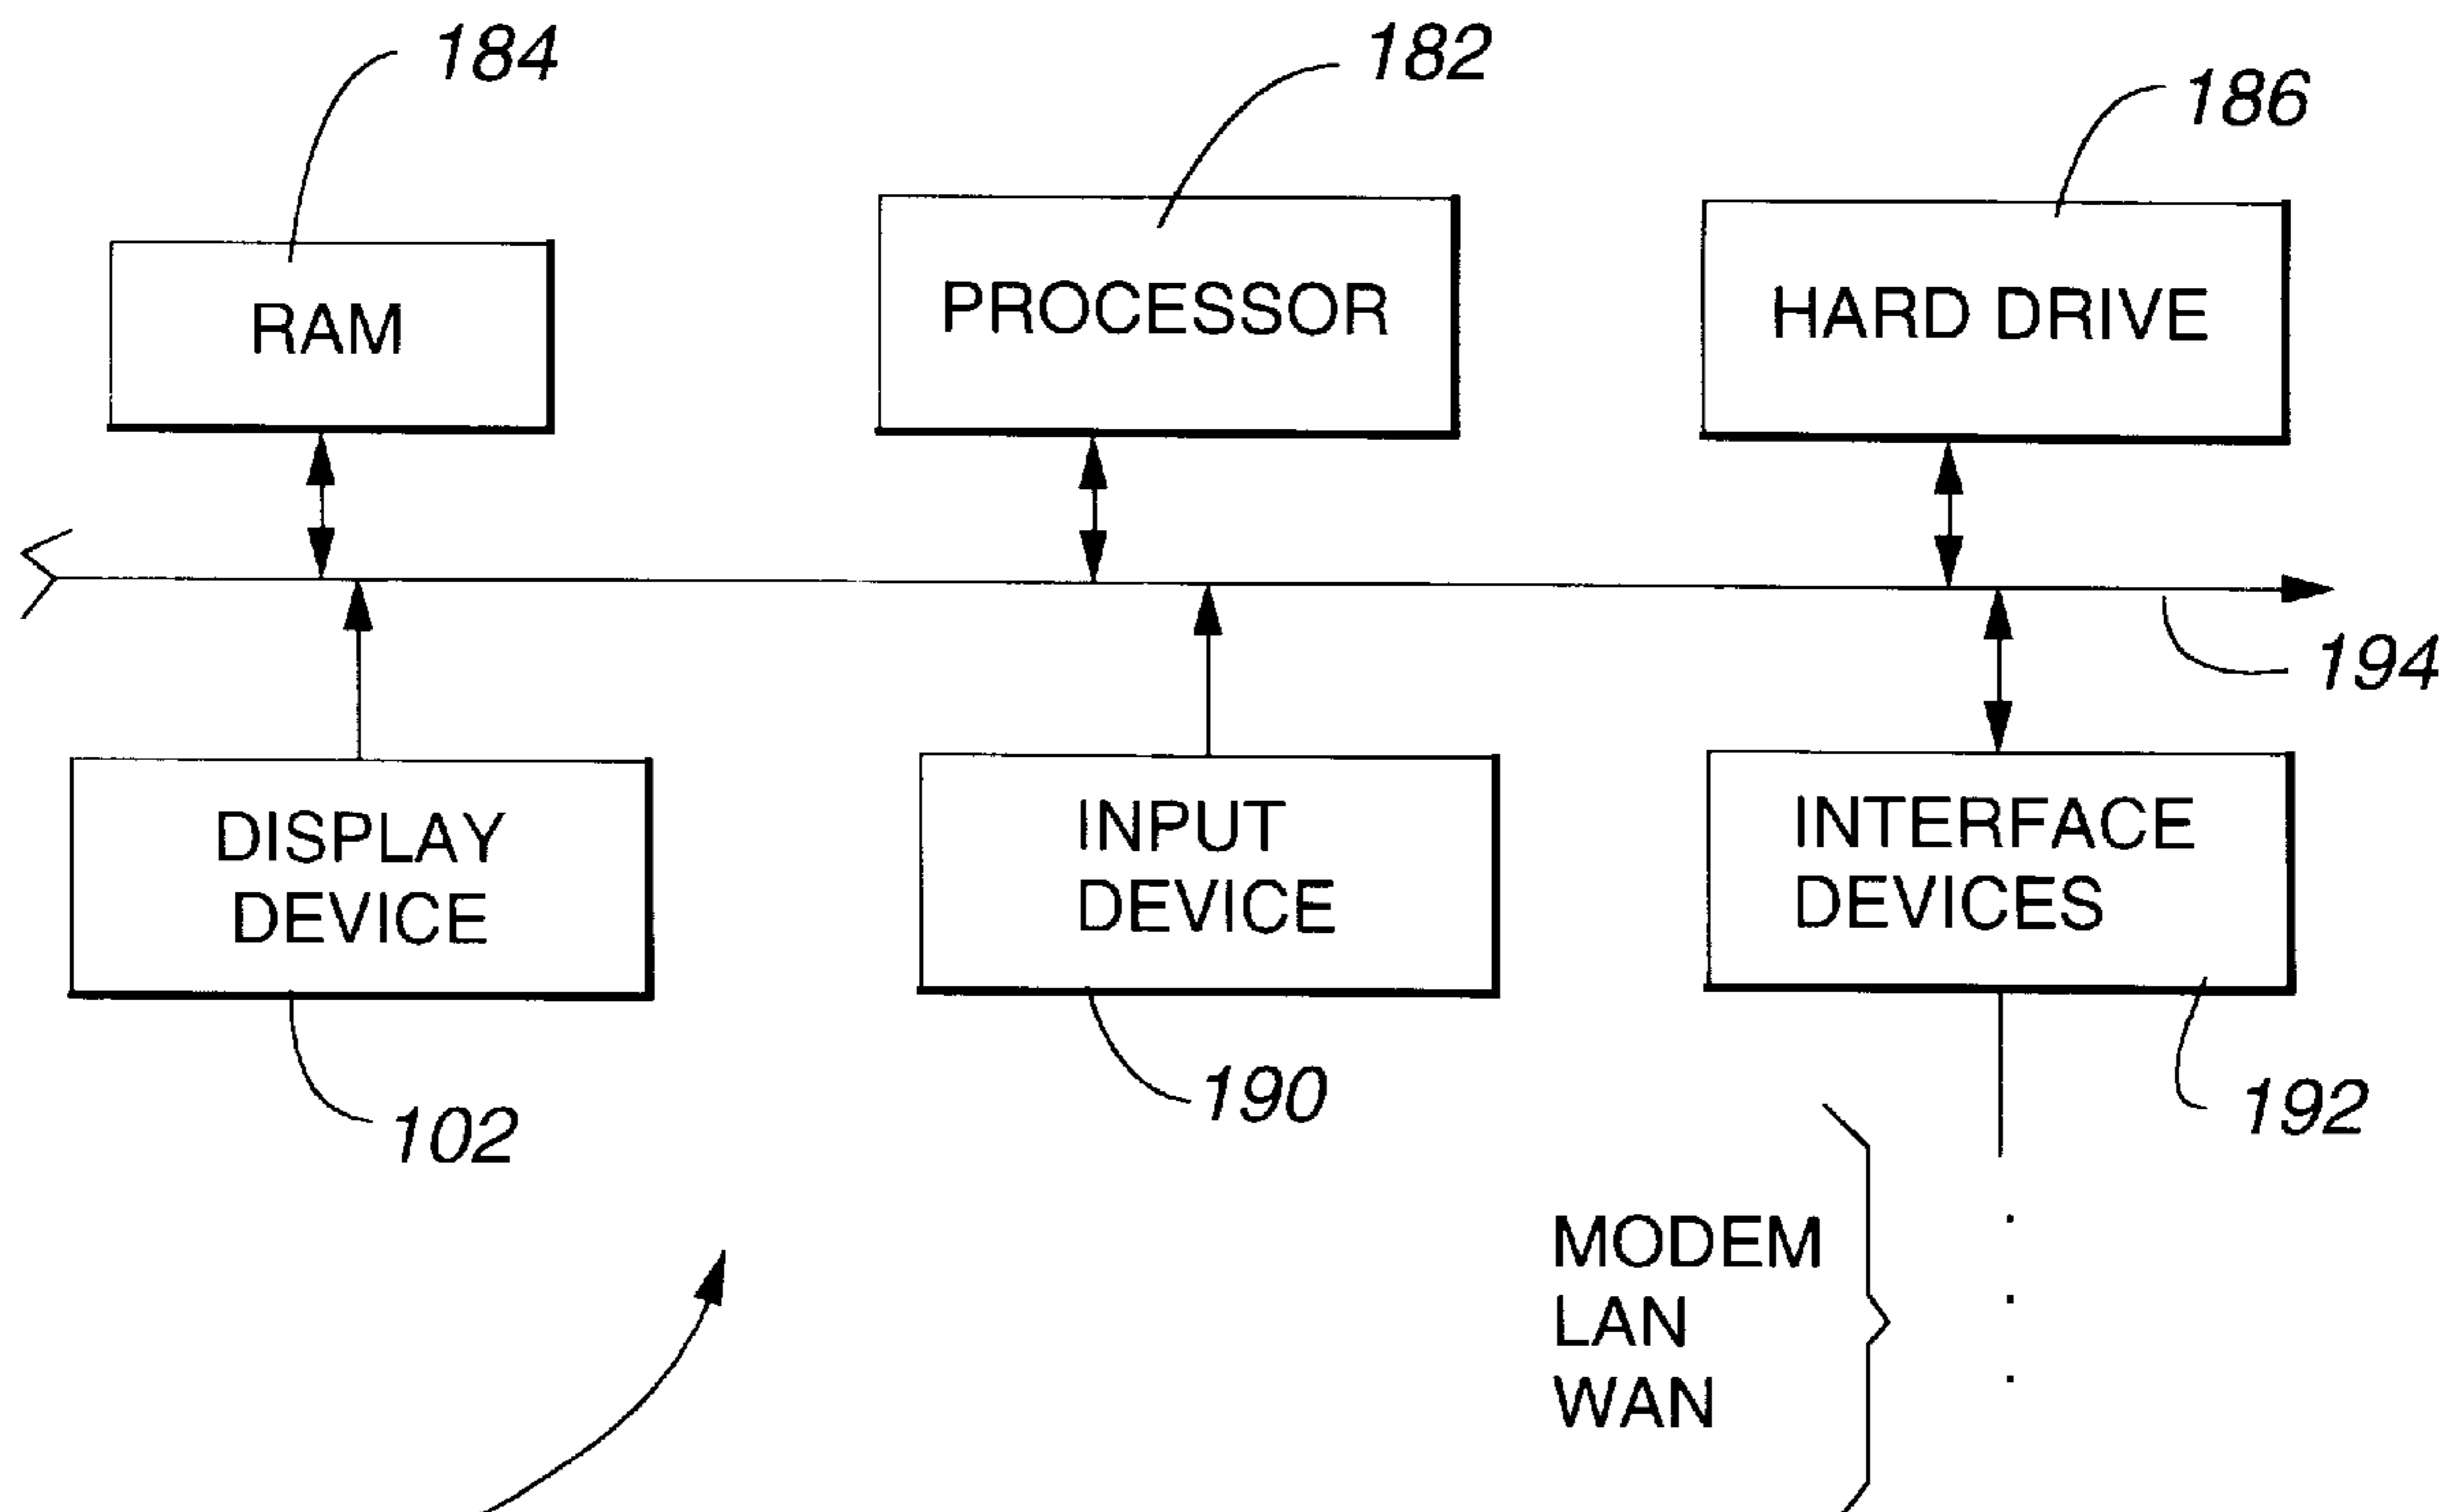 184
182
186
RAM
PROCESSOR
HARD DRIVE
194
DISPLAY
DEVICE
INPUT
DEVICE
INTERFACE
DEVICES
102
190
192
MODEM
LAN
WAN